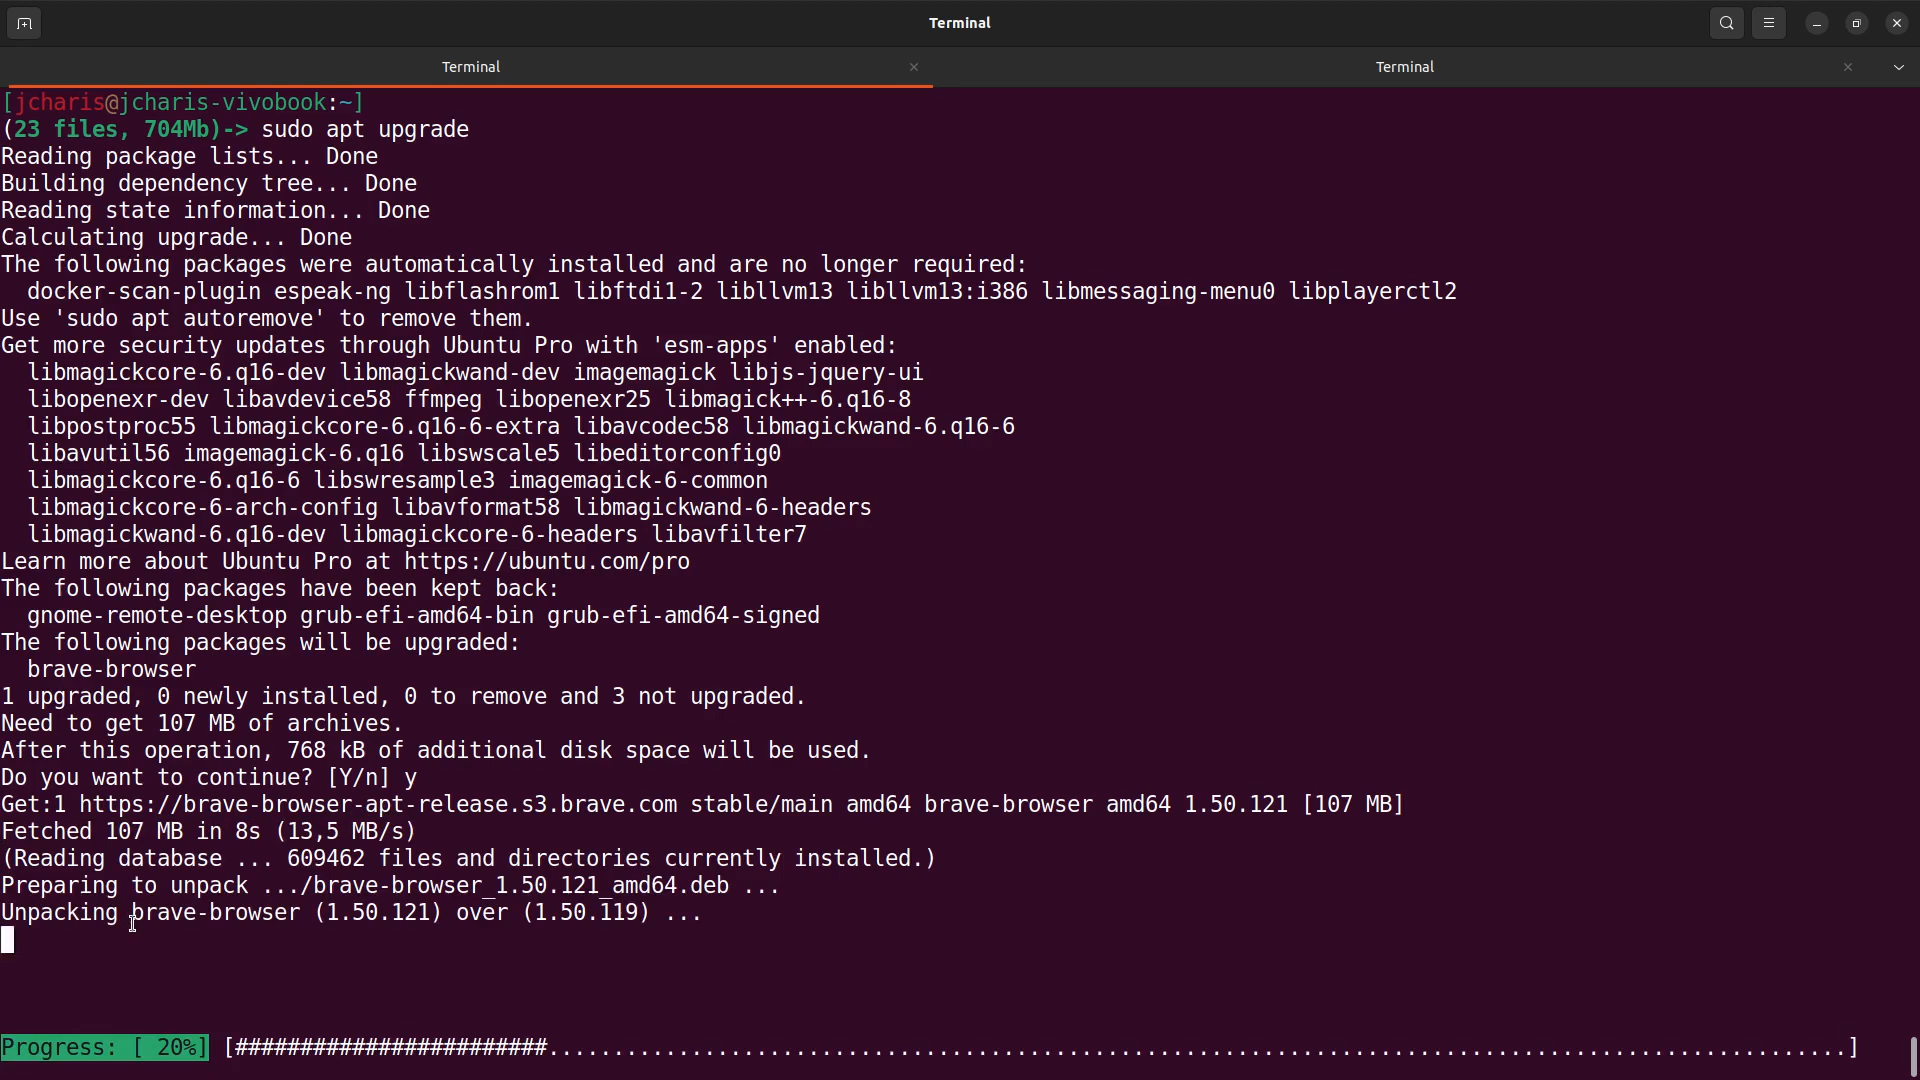 Terminal
Terminal Terminal
[jcharis@jcharis-vivobook:~]
(23 files, 704Mb)-> sudo apt upgrade
Reading package lists... Done
Building dependency tree... Done
Reading state information... Done
Calculating upgrade... Done
The following packages were automatically installed and are no longer required:
  docker-scan-plugin espeak-ng libflashrom1 libftdi1-2 libllvm13 libllvm13:i386 libmessaging-menu0 libplayerctl2
Use 'sudo apt autoremove' to remove them.
Get more security updates through Ubuntu Pro with 'esm-apps' enabled:
  libmagickcore-6.q16-dev libmagickwand-dev imagemagick libjs-jquery-ui
  libopenexr-dev libavdevice58 ffmpeg libopenexr25 libmagick++-6.q16-8
  libpostproc55 libmagickcore-6.q16-6-extra libavcodec58 libmagickwand-6.q16-6
  libavutil56 imagemagick-6.q16 libswscale5 libeditorconfig0
  libmagickcore-6.q16-6 libswresample3 imagemagick-6-common
  libmagickcore-6-arch-config libavformat58 libmagickwand-6-headers
  libmagickwand-6.q16-dev libmagickcore-6-headers libavfilter7
Learn more about Ubuntu Pro at https://ubuntu.com/pro
The following packages have been kept back:
  gnome-remote-desktop grub-efi-amd64-bin grub-efi-amd64-signed
The following packages will be upgraded:
  brave-browser
1 upgraded, 0 newly installed, 0 to remove and 3 not upgraded.
Need to get 107 MB of archives.
After this operation, 768 kB of additional disk space will be used.
Do you want to continue? [Y/n] y
Get:1 https://brave-browser-apt-release.s3.brave.com stable/main amd64 brave-browser amd64 1.50.121 [107 MB]
Fetched 107 MB in 8s (13,5 MB/s)
(Reading database ... 609462 files and directories currently installed.)
Preparing to unpack .../brave-browser_1.50.121_amd64.deb ...
Unpacking brave-browser (1.50.121) over (1.50.119) ...
Progress: [ 20%] [########################....................................................................................................]